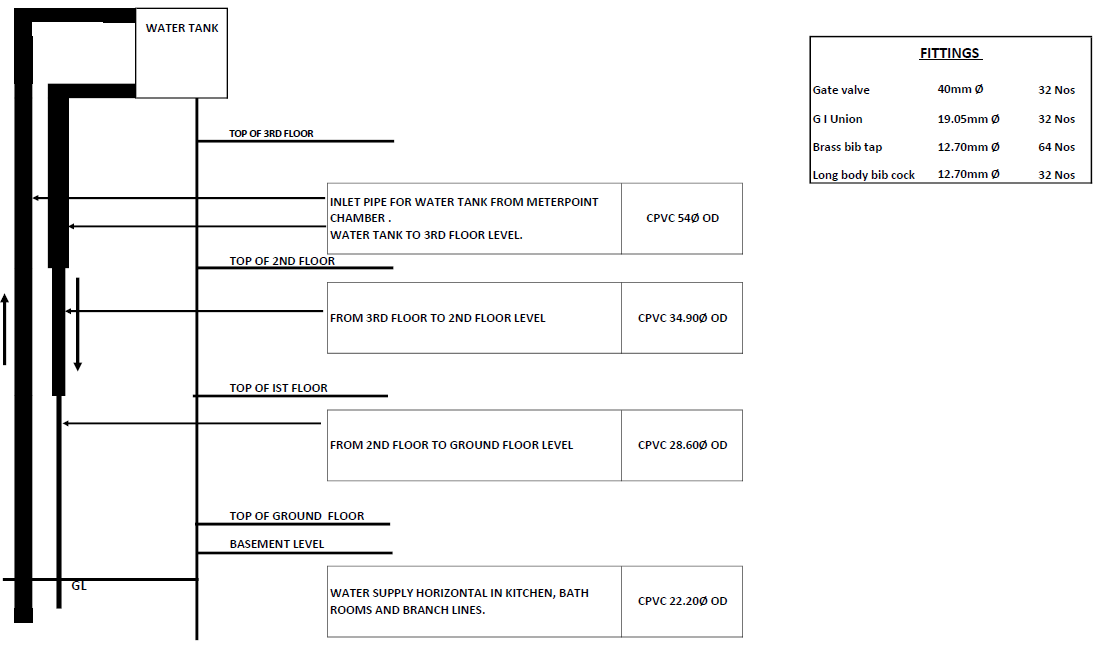 WATER TANK
FITTINGS
Gate valve 40mm Ø 32 Nos
G I Union 19.05mm Ø 32 Nos
Brass bib tap 12.70mm Ø 64 Nos
Long body bib cock 12.70mm Ø 32 Nos
TOP OF 3RD FLOOR
INLET PIPE FOR WATER TANK FROM METERPOINT
CHAMBER .
WATER TANK TO 3RD FLOOR LEVEL.
CPVC 54Ø OD
TOP OF 2ND FLOOR
FROM 3RD FLOOR TO 2ND FLOOR LEVEL
CPVC 34.90Ø OD
TOP OF IST FLOOR
FROM 2ND FLOOR TO GROUND FLOOR LEVEL
CPVC 28.60Ø OD
TOP OF GROUND FLOOR
BASEMENT LEVEL
GL
WATER SUPPLY HORIZONTAL IN KITCHEN, BATH
ROOMS AND BRANCH LINES.
CPVC 22.20Ø OD